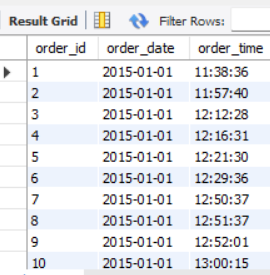 Result Grid Filter Rows:
order_id order_date order_time
1 2015-01-01 11:38:36
2 2015-01-01 11:57:40
3 2015-01-01 12:12:28
4 2015-01-01 12:16:31
5 2015-01-01 12:21:30
6 2015-01-01 12:29:36
7 2015-01-01 12:50:37
8 2015-01-01 12:51:37
9 2015-01-01 12:52:01
10 2015-01-01 13:00:15